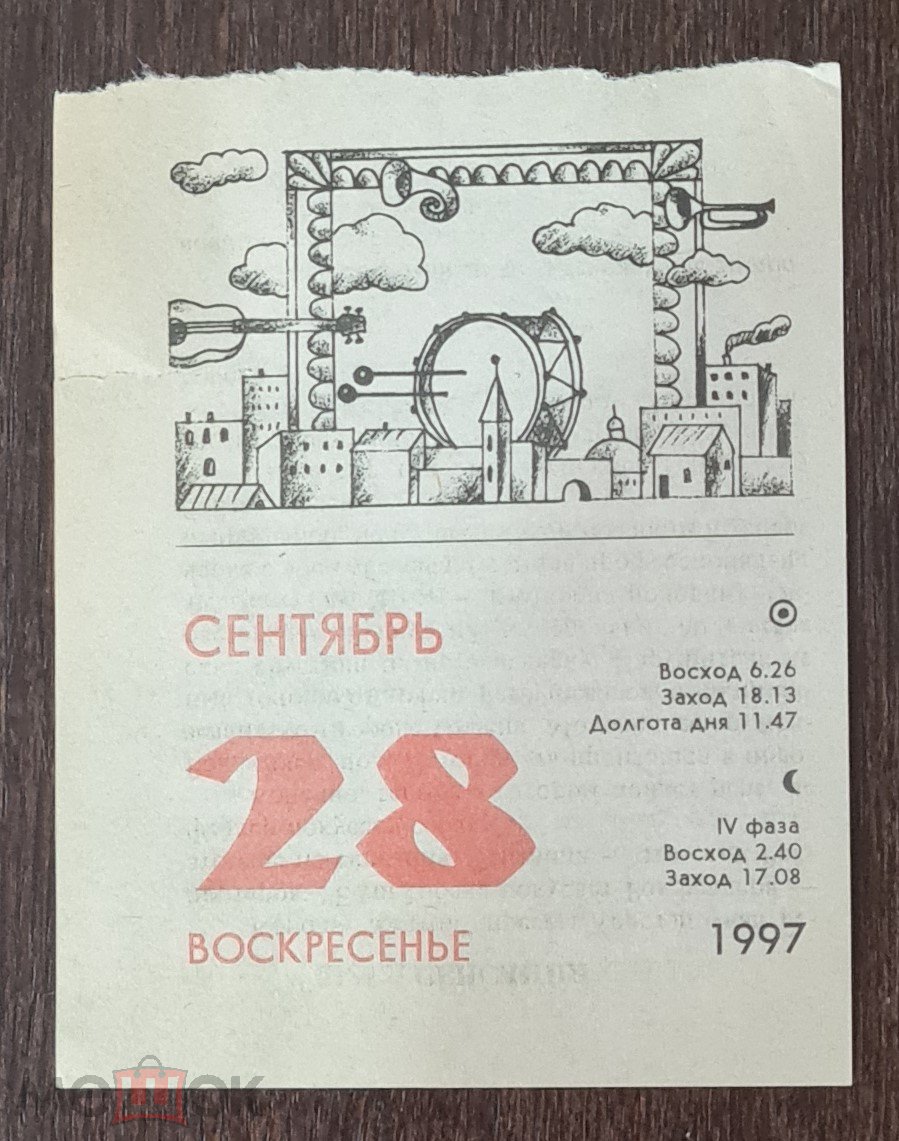 СЕНТЯБРЬ
Восход 6.26
Заход 18.13
Долгота дня 11.47
28
IV фаза
Восход 2.40
Заход 17.08
ВОСКРЕСЕНЬЕ
1997
МЕШОК